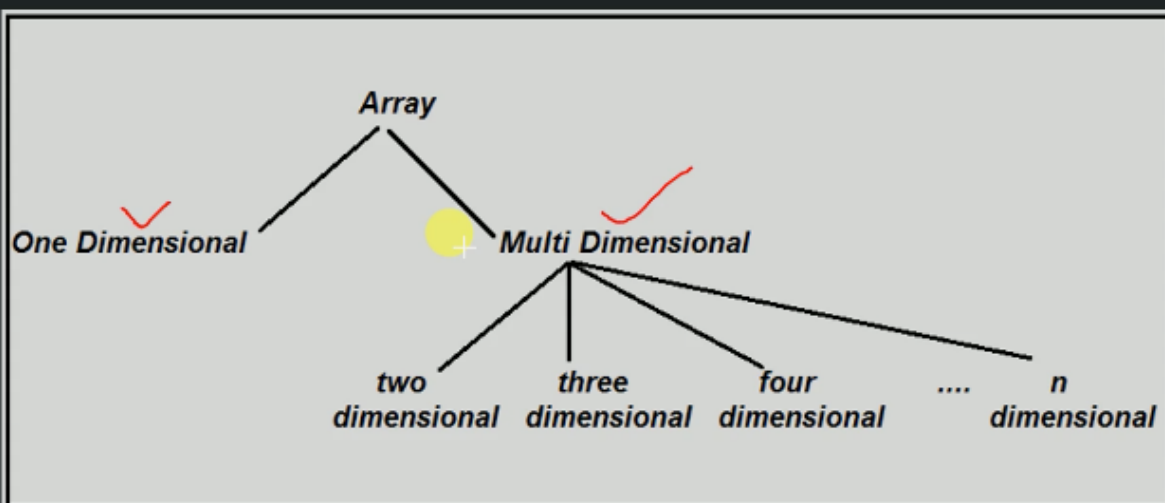 Array
One Dimensional
Multi Dimensional
two
dimensional
three
dimensional
four
dimensional
....
n
dimensional